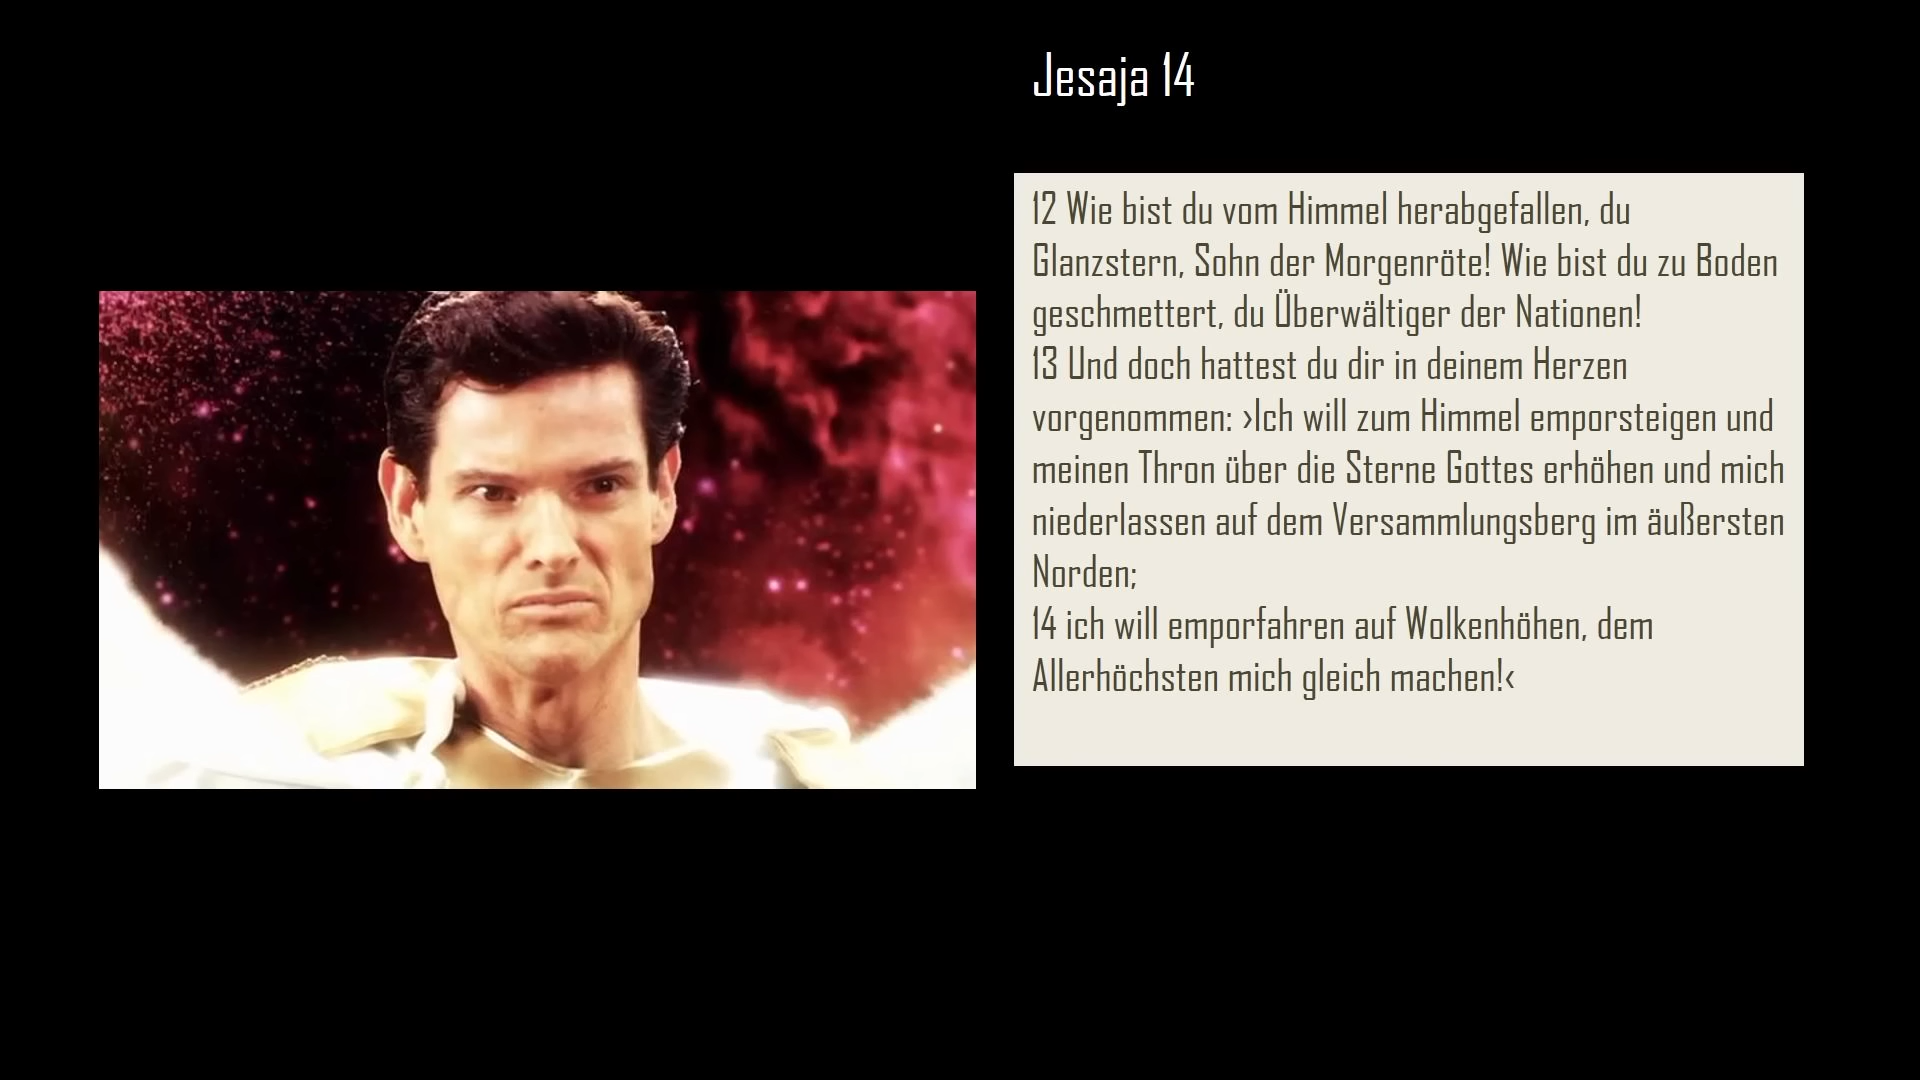 Jesaja 14
12 Wie bist du vom Himmel herabgefallen, du
Glanzstern, Sohn der Morgenröte! Wie bist du zu Boden
geschmettert, du Überwältiger der Nationen!
13 Und doch hattest du dir in deinem Herzen
vorgenommen: ›Ich will zum Himmel emporsteigen und
meinen Thron über die Sterne Gottes erhöhen und mich
niederlassen auf dem Versammlungsberg im äußersten
Norden;
14 ich will emporfahren auf Wolkenhöhen, dem
Allerhöchsten mich gleich machen!‹